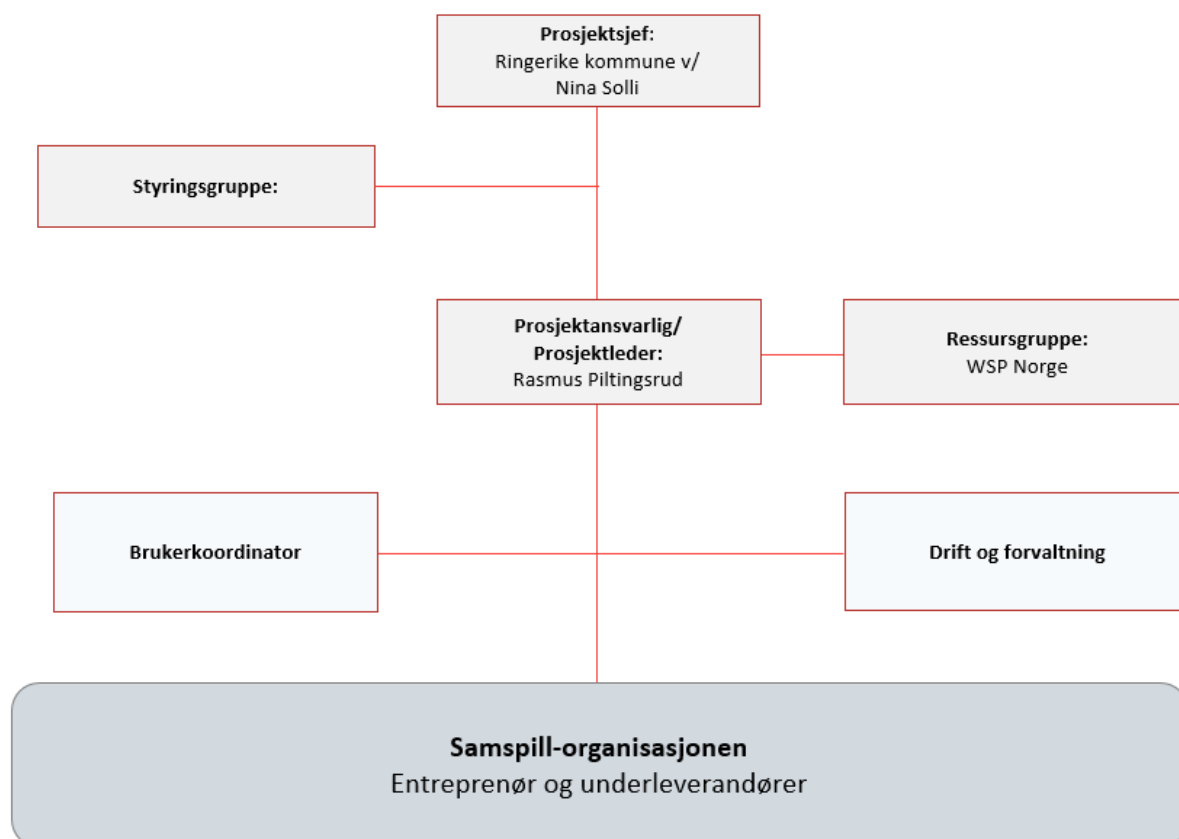 Prosjektsjef:
Ringerike kommune v/
Nina Solli
Styringsgruppe:
Prosjektansvarlig/
Prosjektleder:
Rasmus Piltingsrud
Ressursgruppe:
WSP Norge
Brukerkoordinator
Drift og forvaltning
Samspill-organisasjonen
Entreprenør og underleverandører